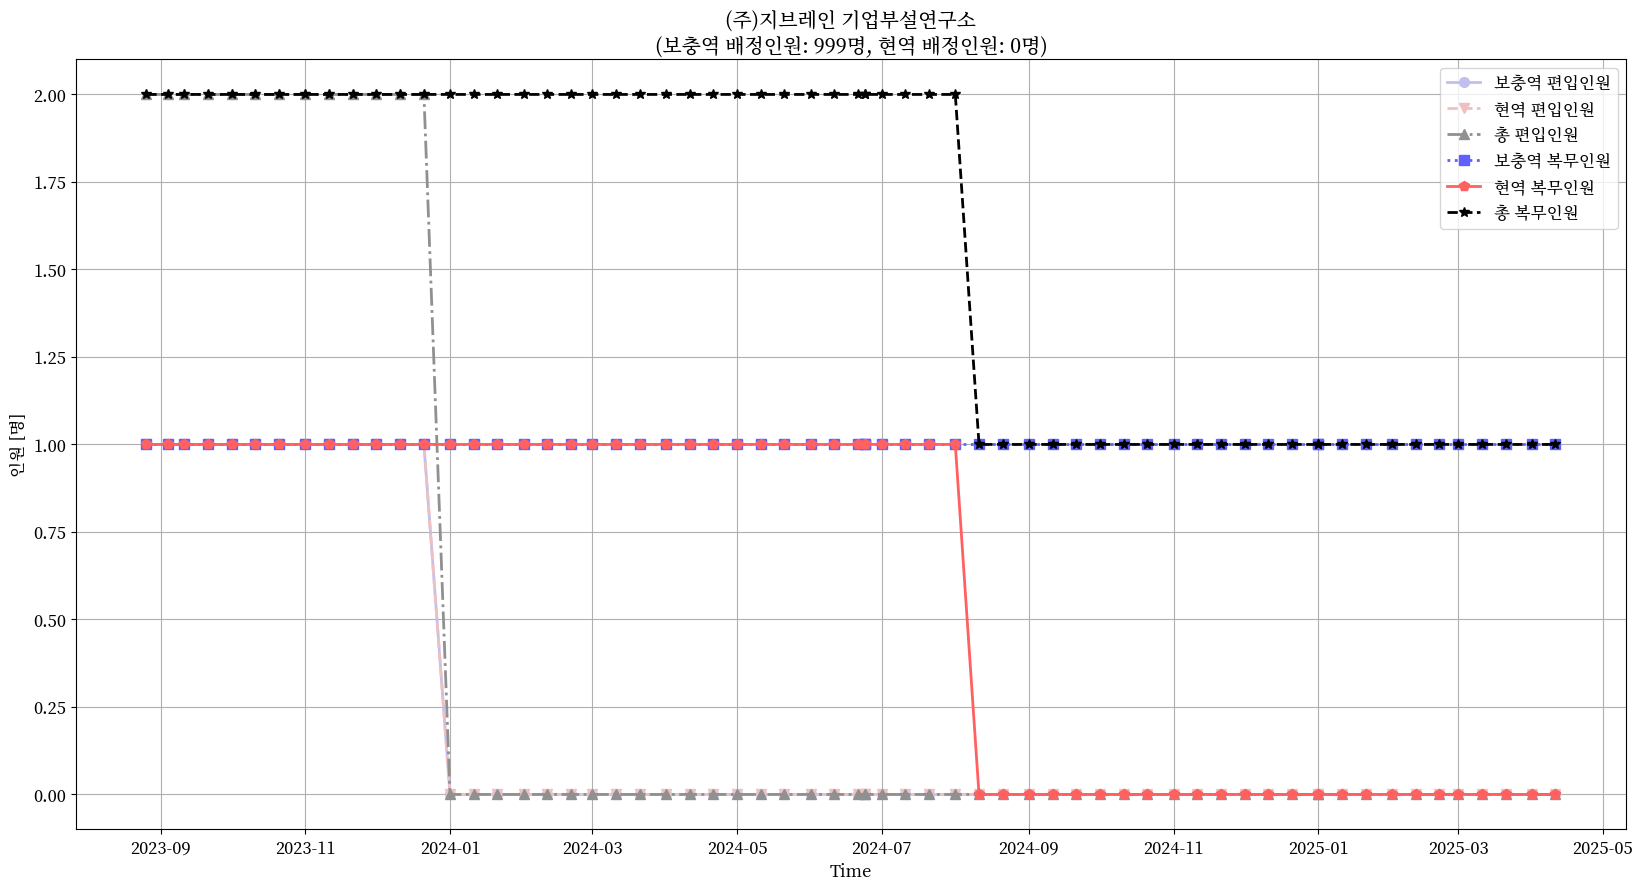 (주)지브레인 기업부설연구소
(보충역 배정인원: 999명, 현역 배정인원: 0명)
보충역 편입인원
현역 편입인원
총 편입인원
보충역 복무인원
현역 복무인원
총 복무인원
인원 [명]
2.00
1.75
1.50
1.25
1.00
0.75
0.50
0.25
0.00
2023-09 2023-11 2024-01 2024-03 2024-05 2024-07 2024-09 2024-11 2025-01 2025-03 2025-05
Time